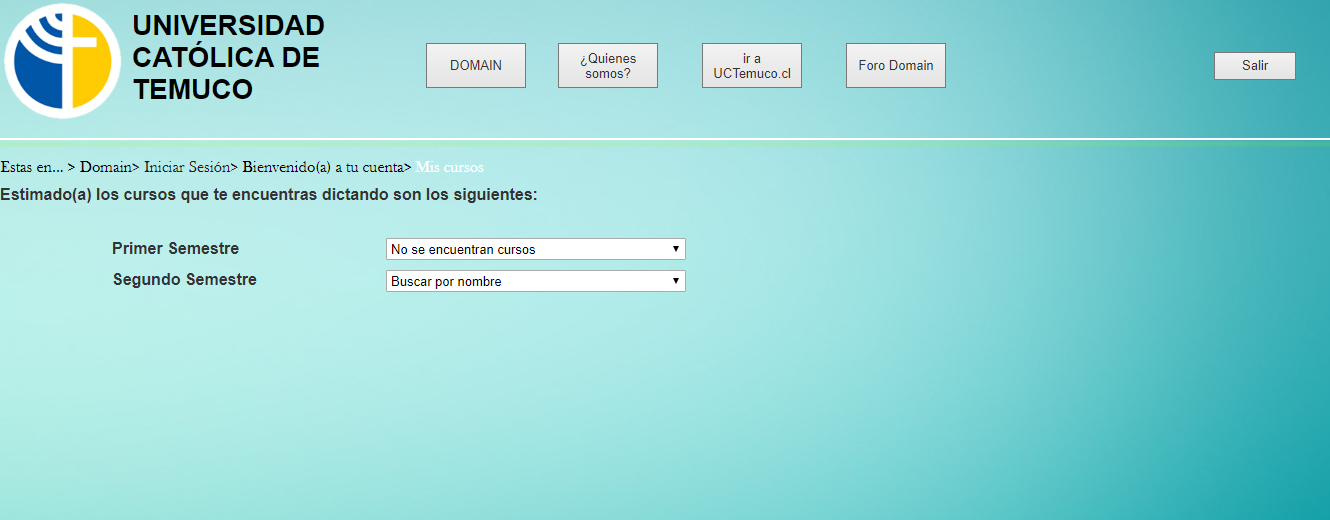 UNIVERSIDAD
CATÓLICA DE
TEMUCO
DOMAIN
¿Quienes
somos?
ir a
UCTemuco.cl
Foro Domain
Salir
Estas en... > Domain> Iniciar Sesión> Bienvenido(a) a tu cuenta> Mis cursos
Estimado(a) los cursos que te encuentras dictando son los siguientes:
Primer Semestre
No se encuentran cursos
Segundo Semestre
Buscar por nombre